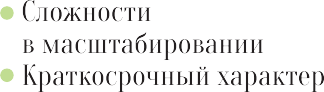 Сложности
в масштабировании
Краткосрочный характер